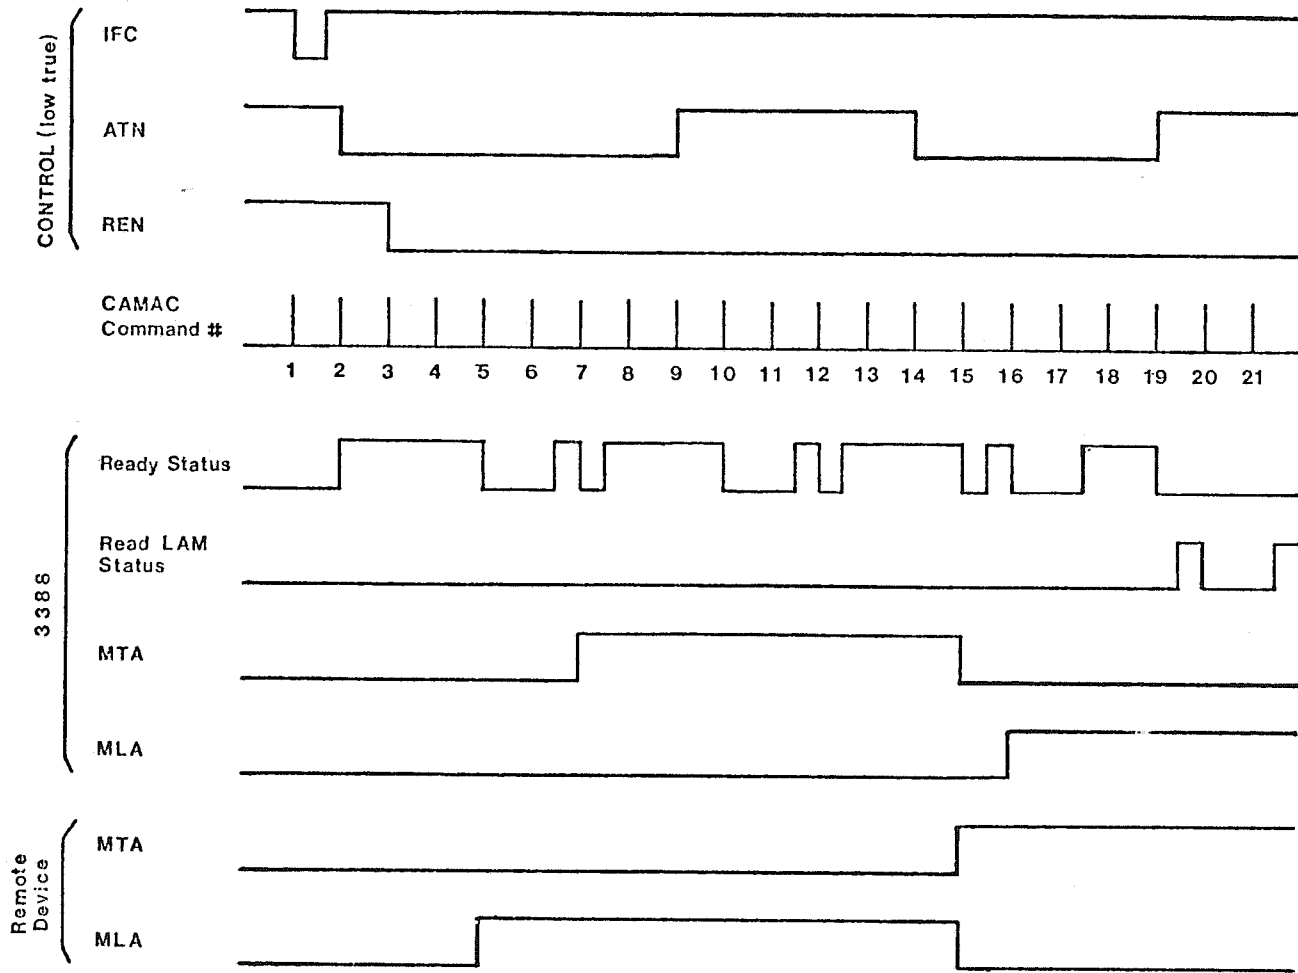 CONTROL (low true)
IFC
ATN
REN
CAMAC
Command #
1 2 3 4 5 6 7 8 9 10 11 12 13 14 15 16 17 18 19 20 21
3388
Ready Status
Read LAM
Status
MTA
MLA
Remote
Device
MTA
MLA